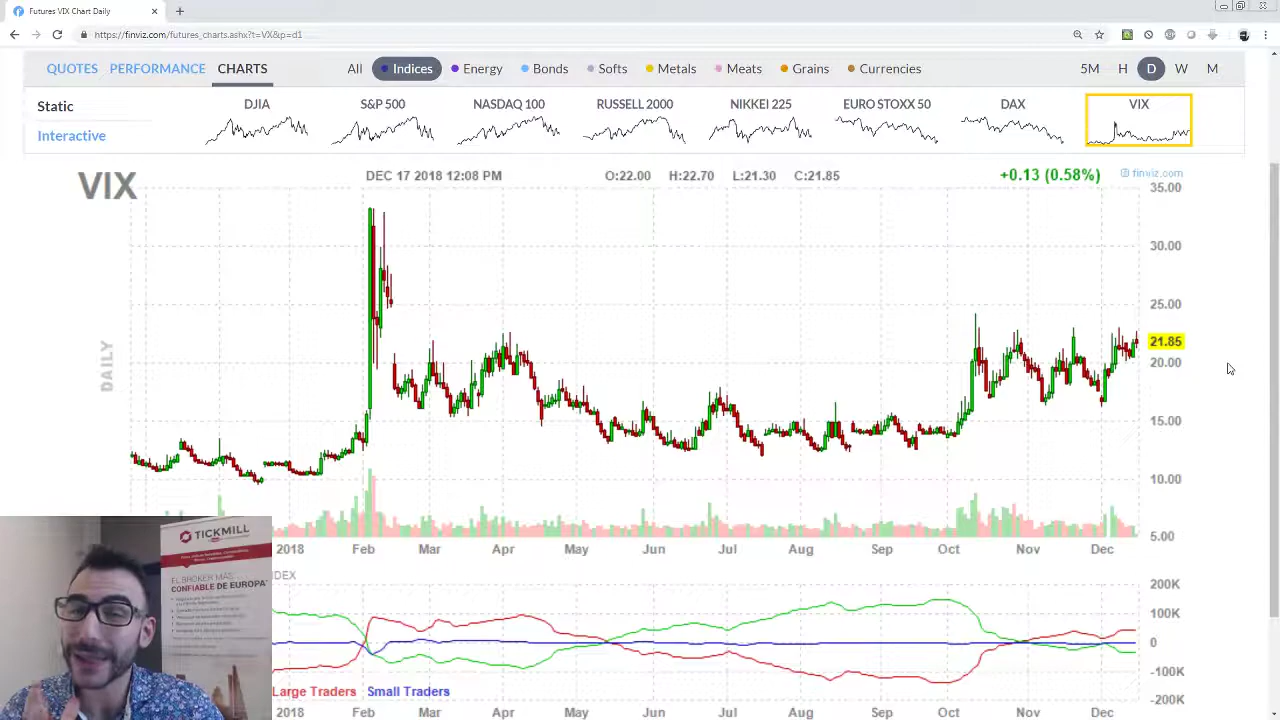 Futures VIX Chart Daily
https://finviz.com/futures_charts.ashx?t=VX&p=d1
QUOTES PERFORMANCE CHARTS All Indices Energy Bonds Softs Metals Meats Grains Currencies 5M H D W M
Static DJIA S&P 500 NASDAQ 100 RUSSELL 2000 NIKKEI 225 EURO STOXX 50 DAX VIX
Interactive
VIX DEC 17 2018 12:08 PM O:22.00 H:22.70 L:21.30 C:21.85 +0.13 (0.58%) finviz.com
35.00
30.00
25.00
21.85
20.00
15.00
10.00
5.00
DAILY
2018 Feb Mar Apr May Jun Jul Aug Sep Oct Nov Dec
DEX
200K
100K
0
-100K
-200K
Large Traders Small Traders
2018 Feb Mar Apr May Jun Jul Aug Sep Oct Nov Dec
TICKMILL
EL BRÓKER MÁS
CONFIABLE DE EUROPA*